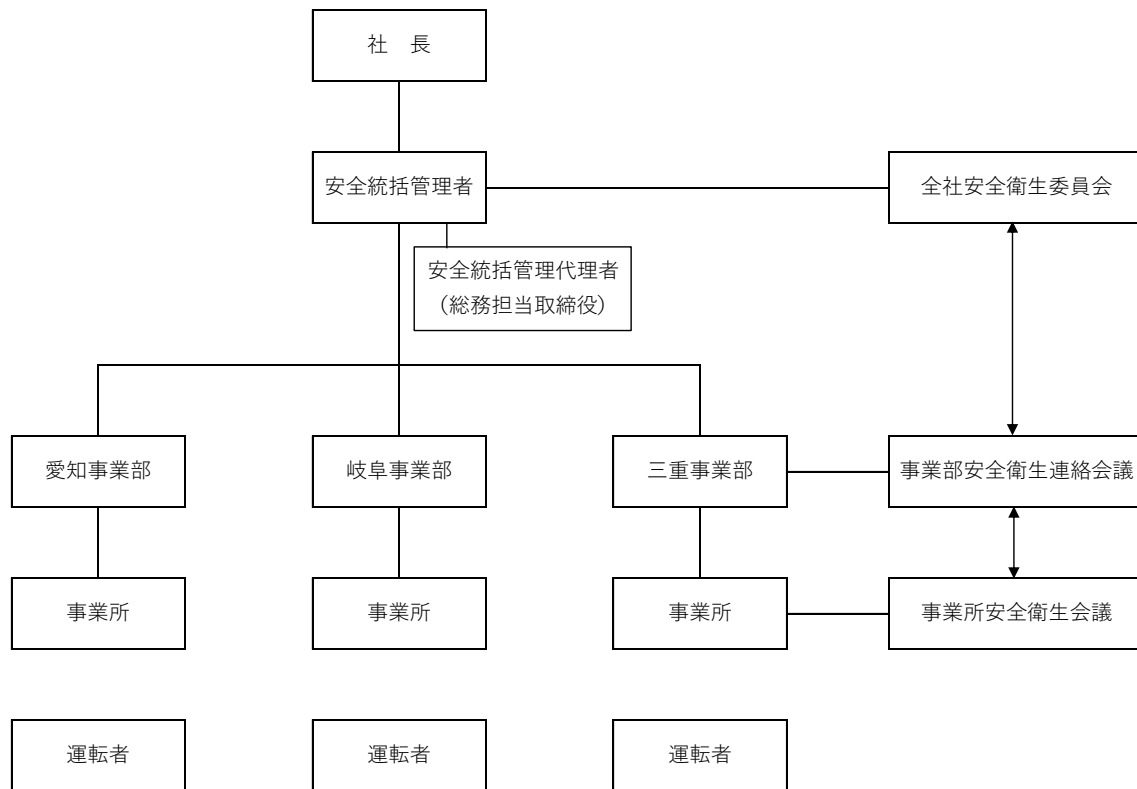 社　長
安全統括管理者
全社安全衛生委員会
安全統括管理代理者
（総務担当取締役）
愛知事業部
岐阜事業部
三重事業部
事業部安全衛生連絡会議
事業所
事業所
事業所
事業所安全衛生会議
運転者
運転者
運転者